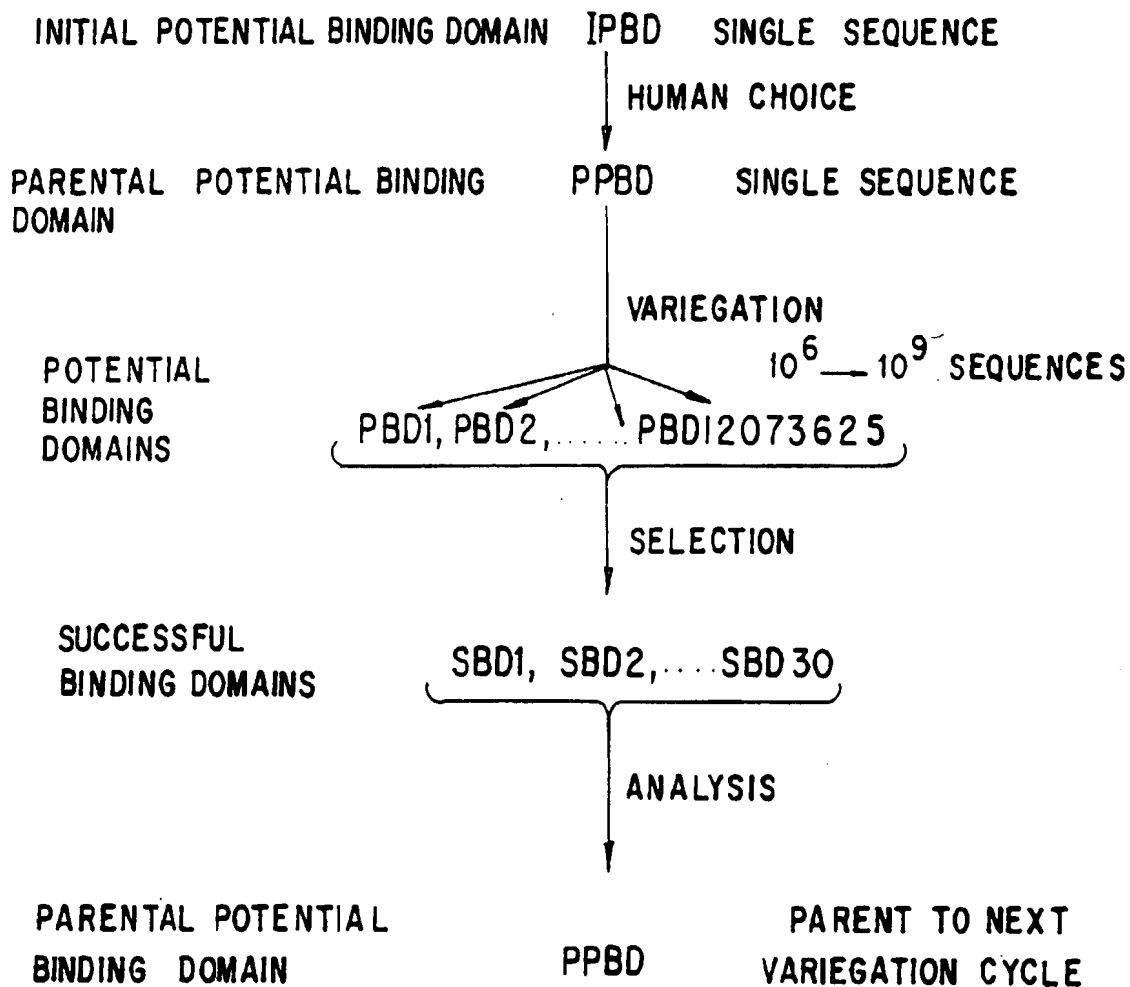 INITIAL POTENTIAL BINDING DOMAIN IPBD SINGLE SEQUENCE
HUMAN CHOICE
PARENTAL POTENTIAL BINDING PPBD SINGLE SEQUENCE
DOMAIN
VARIEGATION
10^6 — 10^9 SEQUENCES
POTENTIAL
BINDING
DOMAINS
PBD1, PBD2, ...... PBD12073625
SELECTION
SUCCESSFUL
BINDING DOMAINS
SBD1, SBD2, .... SBD30
ANALYSIS
PARENTAL POTENTIAL
BINDING DOMAIN
PPBD
PARENT TO NEXT
VARIEGATION CYCLE